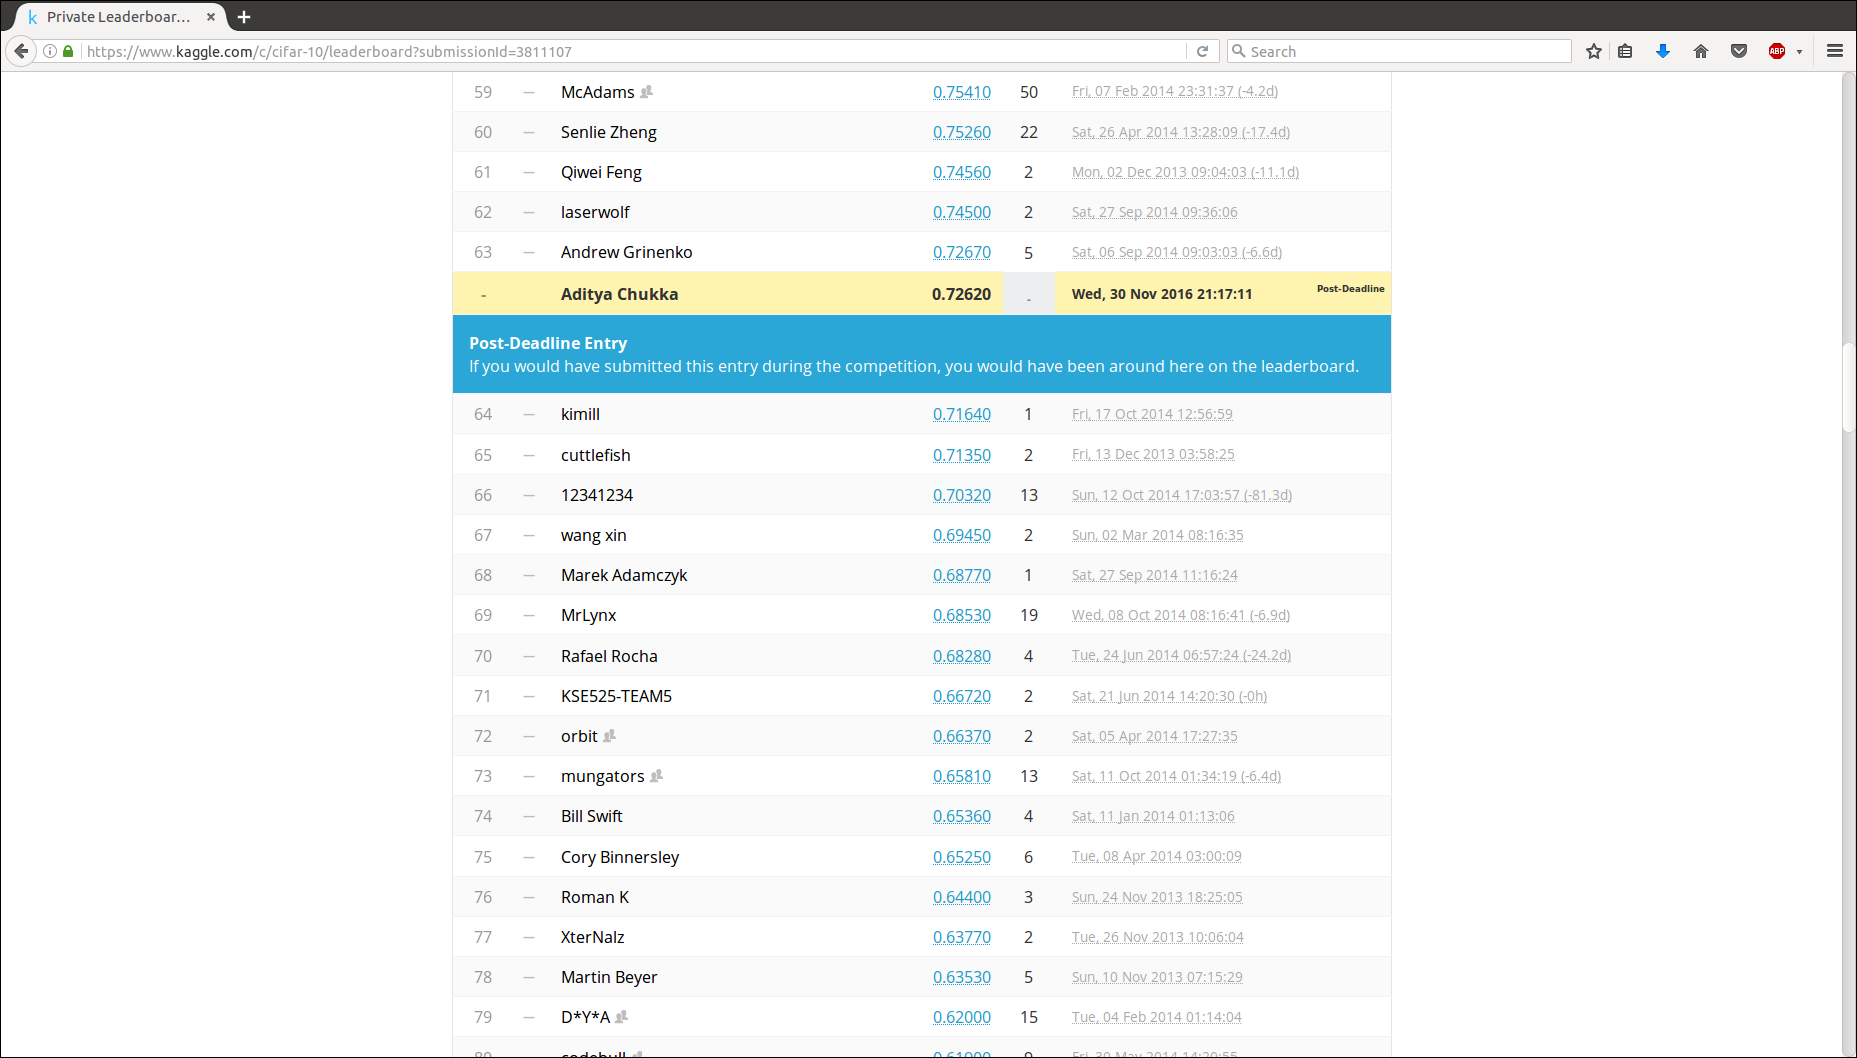 Private Leaderboar...
https://www.kaggle.com/c/cifar-10/leaderboard?submissionId=3811107
Search
ABP
59 — McAdams 0.75410 50 Fri, 07 Feb 2014 23:31:37 (-4.2d)
60 — Senlie Zheng 0.75260 22 Sat, 26 Apr 2014 13:28:09 (-17.4d)
61 — Qiwei Feng 0.74560 2 Mon, 02 Dec 2013 09:04:03 (-11.1d)
62 — laserwolf 0.74500 2 Sat, 27 Sep 2014 09:36:06
63 — Andrew Grinenko 0.72670 5 Sat, 06 Sep 2014 09:03:03 (-6.6d)
- Aditya Chukka 0.72620 - Wed, 30 Nov 2016 21:17:11 Post-Deadline
Post-Deadline Entry
If you would have submitted this entry during the competition, you would have been around here on the leaderboard.
64 — kimill 0.71640 1 Fri, 17 Oct 2014 12:56:59
65 — cuttlefish 0.71350 2 Fri, 13 Dec 2013 03:58:25
66 — 12341234 0.70320 13 Sun, 12 Oct 2014 17:03:57 (-81.3d)
67 — wang xin 0.69450 2 Sun, 02 Mar 2014 08:16:35
68 — Marek Adamczyk 0.68770 1 Sat, 27 Sep 2014 11:16:24
69 — MrLynx 0.68530 19 Wed, 08 Oct 2014 08:16:41 (-6.9d)
70 — Rafael Rocha 0.68280 4 Tue, 24 Jun 2014 06:57:24 (-24.2d)
71 — KSE525-TEAM5 0.66720 2 Sat, 21 Jun 2014 14:20:30 (-0h)
72 — orbit 0.66370 2 Sat, 05 Apr 2014 17:27:35
73 — mungators 0.65810 13 Sat, 11 Oct 2014 01:34:19 (-6.4d)
74 — Bill Swift 0.65360 4 Sat, 11 Jan 2014 01:13:06
75 — Cory Binnersley 0.65250 6 Tue, 08 Apr 2014 03:00:09
76 — Roman K 0.64400 3 Sun, 24 Nov 2013 18:25:05
77 — XterNalz 0.63770 2 Tue, 26 Nov 2013 10:06:04
78 — Martin Beyer 0.63530 5 Sun, 10 Nov 2013 07:15:29
79 — D*Y*A 0.62000 15 Tue, 04 Feb 2014 01:14:04